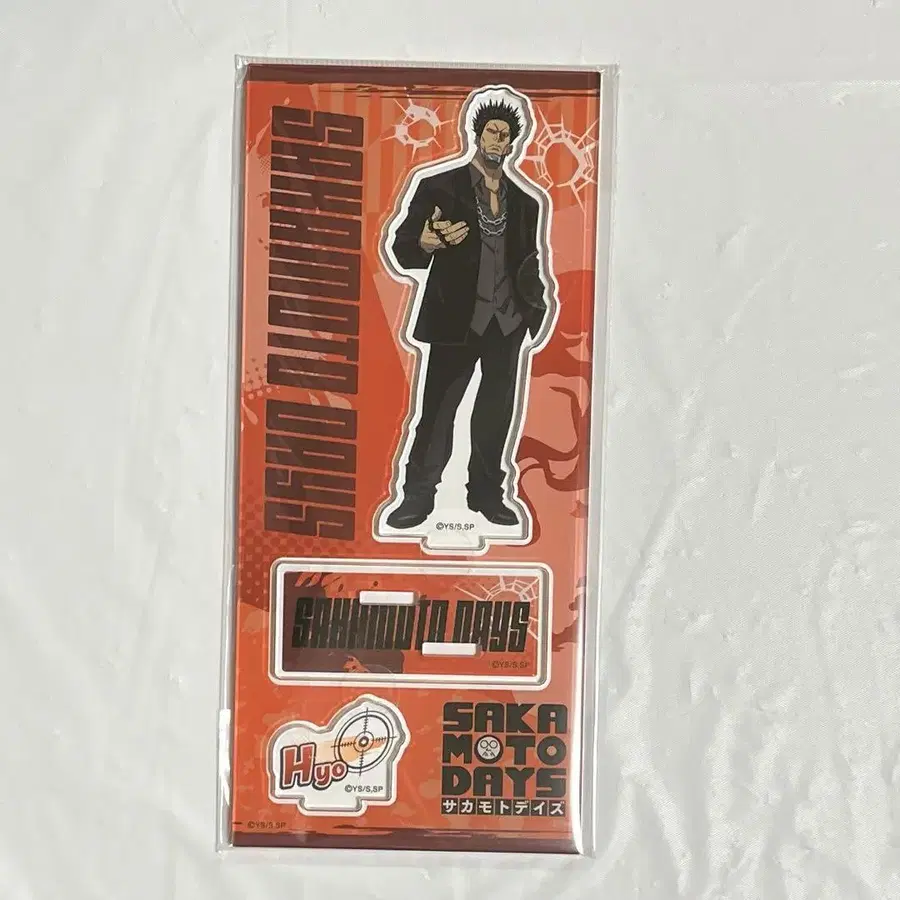 SAKAMOTO DAYS
©YS/S,SP
SAKAMOTO DAYS
©YS/S,SP
Hyo
©YS/S,SP
SAKA
MOTO
DAYS
サカモトデイズ
©YS/S,SP